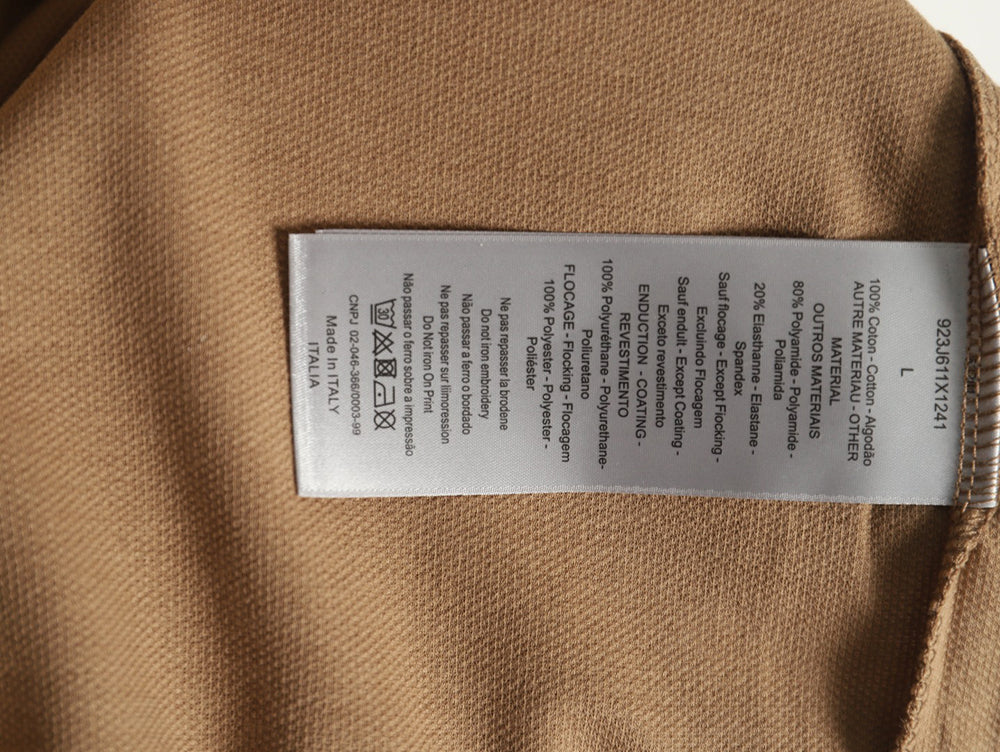 923J611X1241
L
100% Coton - Cotton - Algodão
AUTRE MATERIAU - OTHER
MATERIAL
OUTROS MATERIAIS
80% Polyamide - Polyamide -
Poliamida
20% Elasthanne - Elastane -
Spandex
Sauf flocage - Except Flocking -
Excluindo Flocagem
Sauf enduit - Except Coating -
Exceto revestimento
ENDUCTION - COATING -
REVESTIMENTO
100% Polyuréthane - Polyurethane-
Poliuretano
FLOCAGE - Flocking - Flocagem
100% Polyester - Polyester -
Poliéster
Ne pas repasser la brodene
Do not iron embroidery
Não passar a ferro o bordado
Ne pas repasser sur llimoression
Do Not iron On Print
Não passar o ferro sobre a impressão
30
CNPJ 02-046-366/0003-99
Made In ITALY
ITALIA